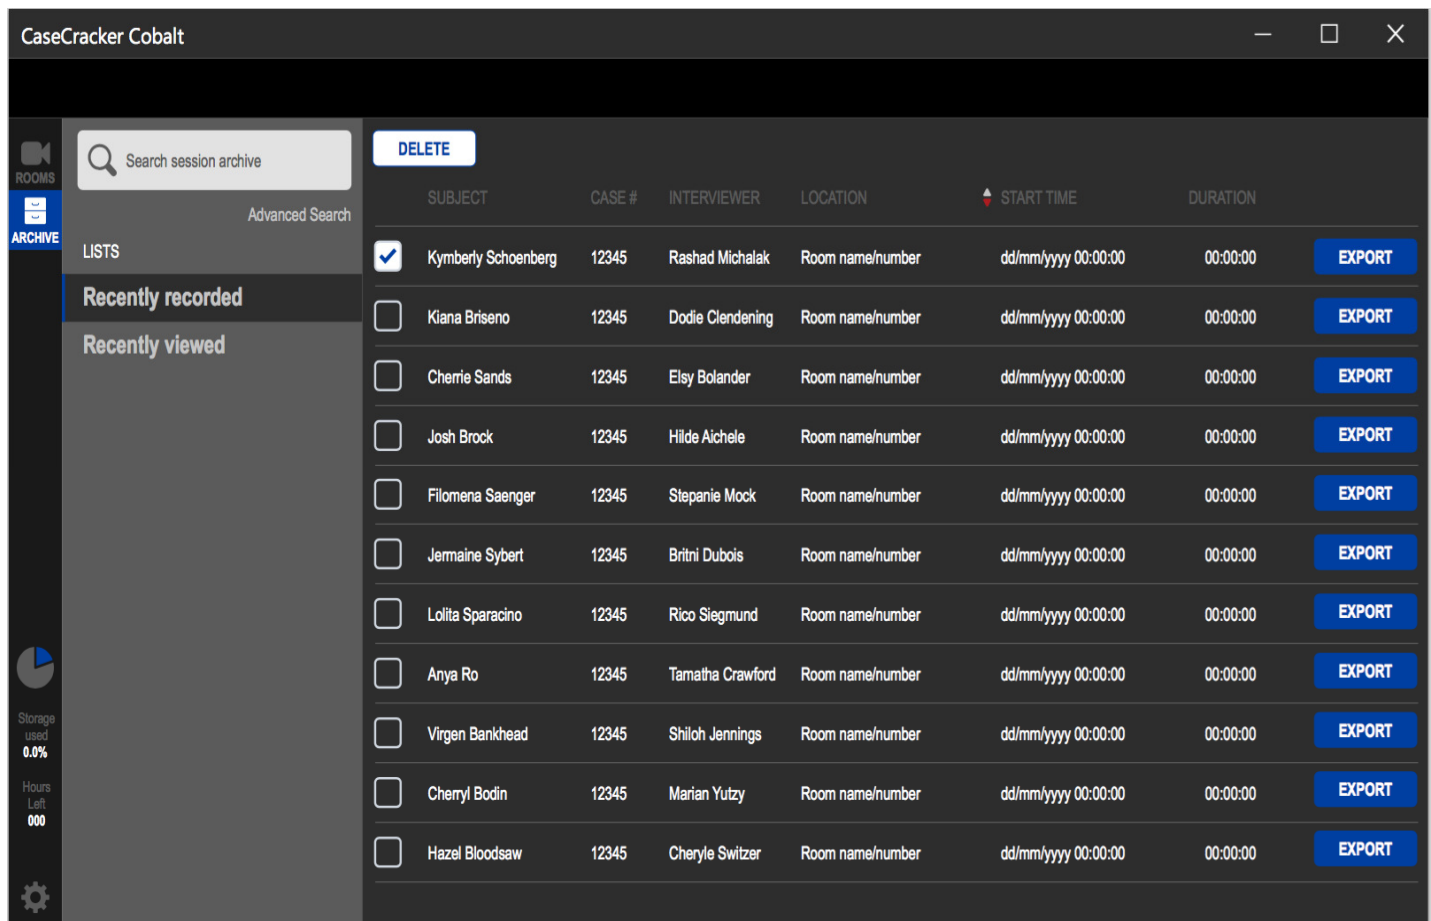 CaseCracker Cobalt
ROOMS
ARCHIVE
Storage
used
0.0%
Hours
Left
000
Search session archive
Advanced Search
LISTS
Recently recorded
Recently viewed
DELETE
SUBJECT CASE # INTERVIEWER LOCATION START TIME DURATION
Kymberly Schoenberg 12345 Rashad Michalak Room name/number dd/mm/yyyy 00:00:00 00:00:00 EXPORT
Kiana Briseno 12345 Dodie Clendening Room name/number dd/mm/yyyy 00:00:00 00:00:00 EXPORT
Cherrie Sands 12345 Elsy Bolander Room name/number dd/mm/yyyy 00:00:00 00:00:00 EXPORT
Josh Brock 12345 Hilde Aichele Room name/number dd/mm/yyyy 00:00:00 00:00:00 EXPORT
Filomena Saenger 12345 Stepanie Mock Room name/number dd/mm/yyyy 00:00:00 00:00:00 EXPORT
Jermaine Sybert 12345 Britni Dubois Room name/number dd/mm/yyyy 00:00:00 00:00:00 EXPORT
Lolita Sparacino 12345 Rico Siegmund Room name/number dd/mm/yyyy 00:00:00 00:00:00 EXPORT
Anya Ro 12345 Tamatha Crawford Room name/number dd/mm/yyyy 00:00:00 00:00:00 EXPORT
Virgen Bankhead 12345 Shiloh Jennings Room name/number dd/mm/yyyy 00:00:00 00:00:00 EXPORT
Cherryl Bodin 12345 Marian Yutzy Room name/number dd/mm/yyyy 00:00:00 00:00:00 EXPORT
Hazel Bloodsaw 12345 Cheryle Switzer Room name/number dd/mm/yyyy 00:00:00 00:00:00 EXPORT